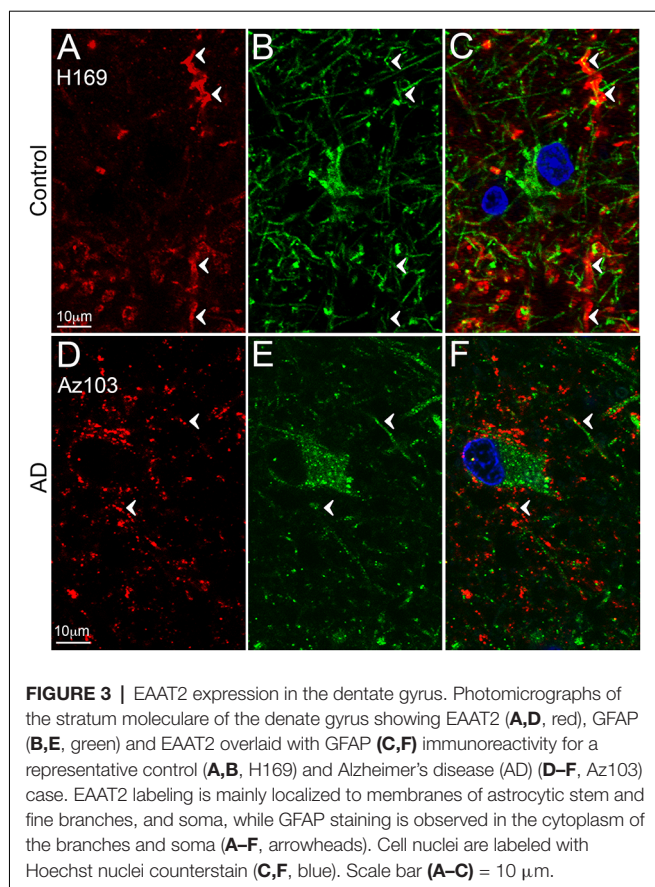 A
H169
B
C
Control
10μm
D
Az103
E
F
AD
10μm
FIGURE 3 | EAAT2 expression in the dentate gyrus. Photomicrographs of
the stratum moleculare of the denate gyrus showing EAAT2 (A,D, red), GFAP
(B,E, green) and EAAT2 overlaid with GFAP (C,F) immunoreactivity for a
representative control (A,B, H169) and Alzheimer's disease (AD) (D–F, Az103)
case. EAAT2 labeling is mainly localized to membranes of astrocytic stem and
fine branches, and soma, while GFAP staining is observed in the cytoplasm of
the branches and soma (A–F, arrowheads). Cell nuclei are labeled with
Hoechst nuclei counterstain (C,F, blue). Scale bar (A–C) = 10 μm.